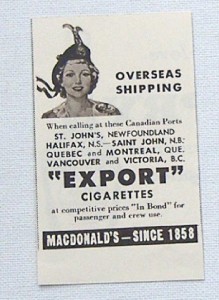 OVERSEAS
SHIPPING
When calling at these Canadian Ports
ST. JOHN'S, NEWFOUNDLAND
HALIFAX, N.S.—SAINT JOHN, N.B.
QUEBEC and MONTREAL, QUE.
VANCOUVER and VICTORIA, B.C.
"EXPORT"
CIGARETTES
at competitive prices "In Bond" for
passenger and crew use.
MACDONALD'S—SINCE 1858